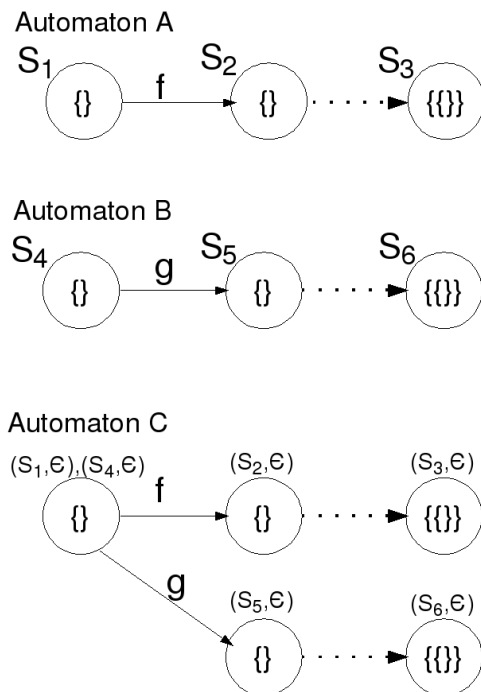 Automaton A
S₁ f S₂ S₃
{} {} {{}}
Automaton B
S₄ g S₅ S₆
{} {} {{}}
Automaton C
(S₁,Є),(S₄,Є) (S₂,Є) (S₃,Є)
f
{} {} {{}}
g
(S₅,Є) (S₆,Є)
{} {{}}